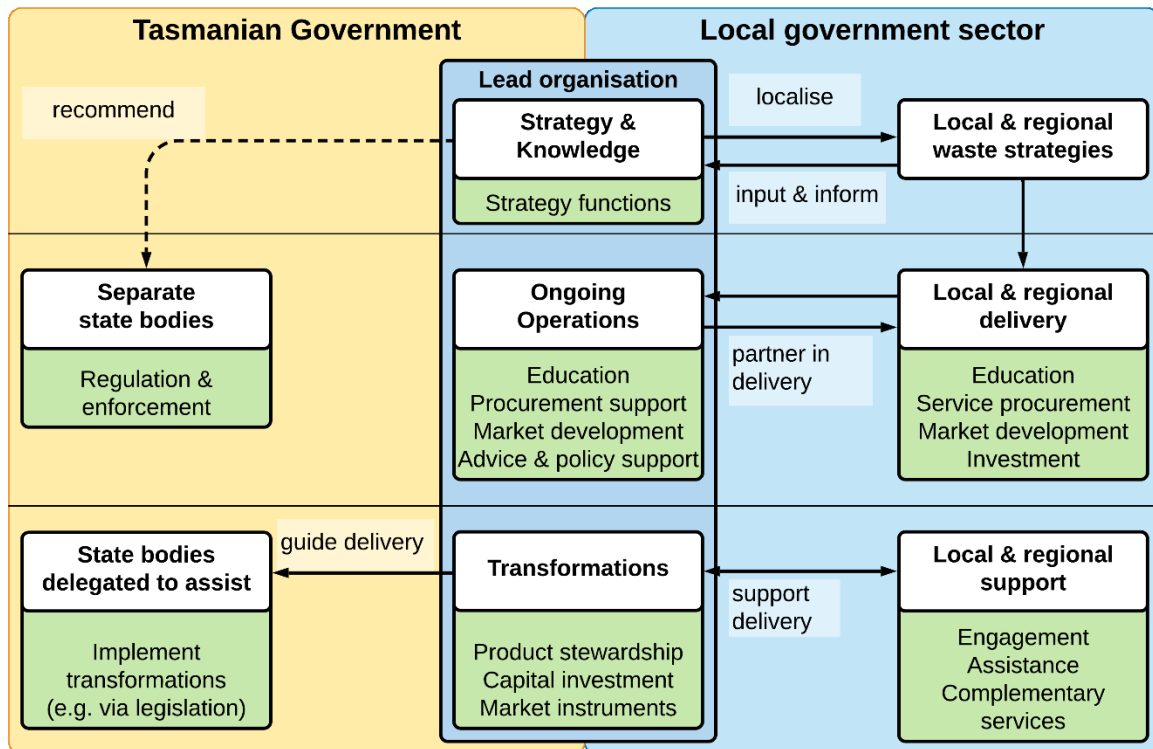 Tasmanian Government
Local government sector
Lead organisation
recommend
Strategy &
Knowledge
Strategy functions
localise
input & inform
Local & regional
waste strategies
Separate
state bodies
Regulation &
enforcement
Ongoing
Operations
Education
Procurement support
Market development
Advice & policy support
partner in
delivery
Local & regional
delivery
Education
Service procurement
Market development
Investment
State bodies
delegated to assist
Implement
transformations
(e.g. via legislation)
guide delivery
Transformations
Product stewardship
Capital investment
Market instruments
support
delivery
Local & regional
support
Engagement
Assistance
Complementary
services